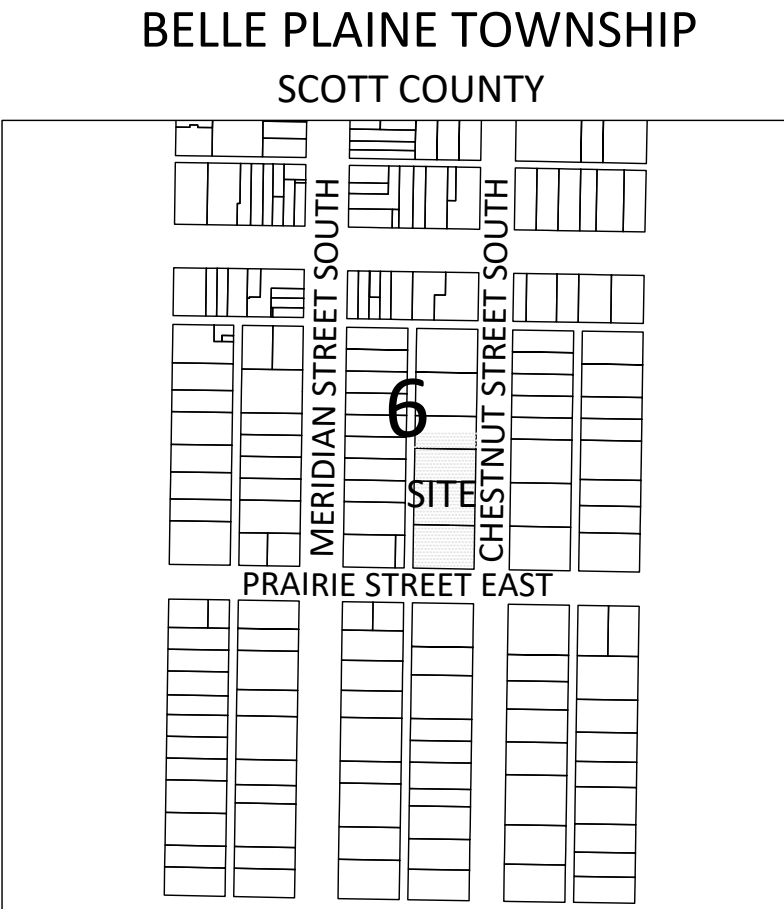 BELLE PLAINE TOWNSHIP
SCOTT COUNTY
MERIDIAN STREET SOUTH
CHESTNUT STREET SOUTH
6
SITE
PRAIRIE STREET EAST